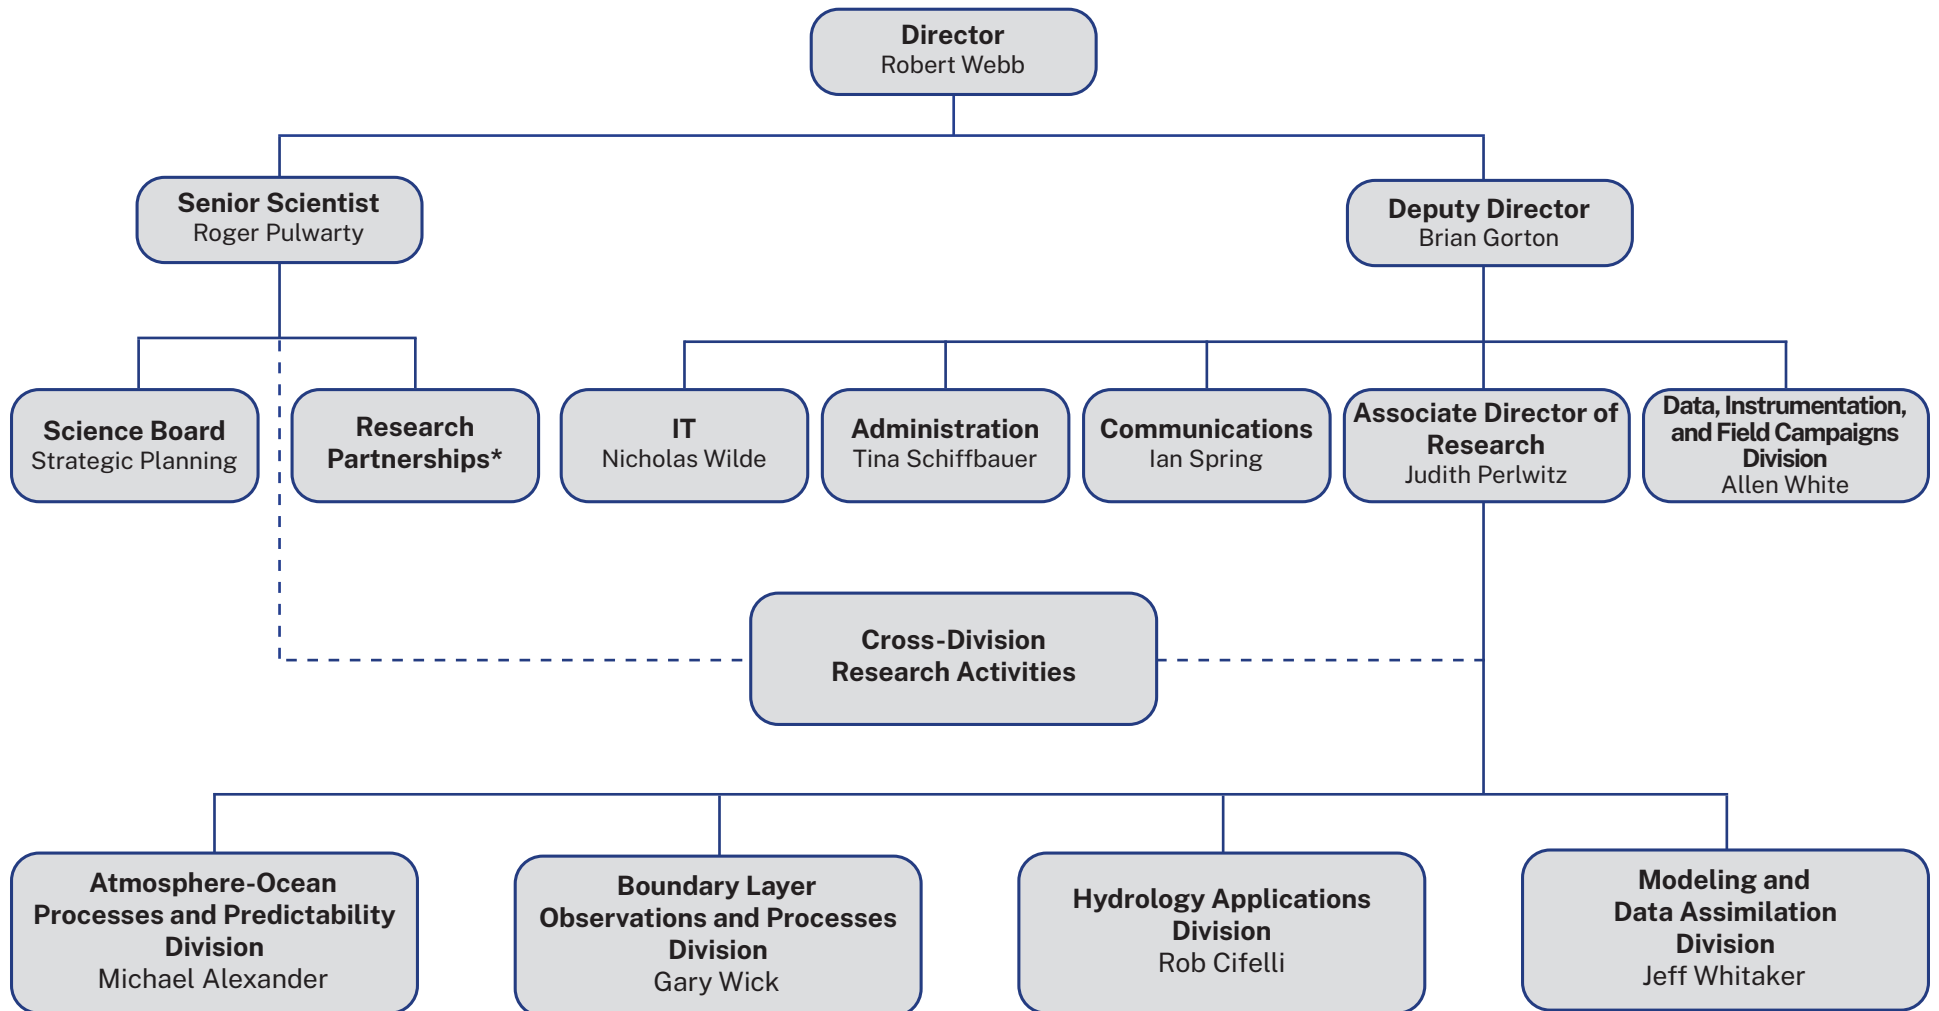 Director
Robert Webb
Senior Scientist
Roger Pulwarty
Deputy Director
Brian Gorton
Science Board
Strategic Planning
Research
Partnerships*
IT
Nicholas Wilde
Administration
Tina Schiffbauer
Communications
Ian Spring
Associate Director of
Research
Judith Perlwitz
Data, Instrumentation,
and Field Campaigns
Division
Allen White
Cross-Division
Research Activities
Atmosphere-Ocean
Processes and Predictability
Division
Michael Alexander
Boundary Layer
Observations and Processes
Division
Gary Wick
Hydrology Applications
Division
Rob Cifelli
Modeling and
Data Assimilation
Division
Jeff Whitaker